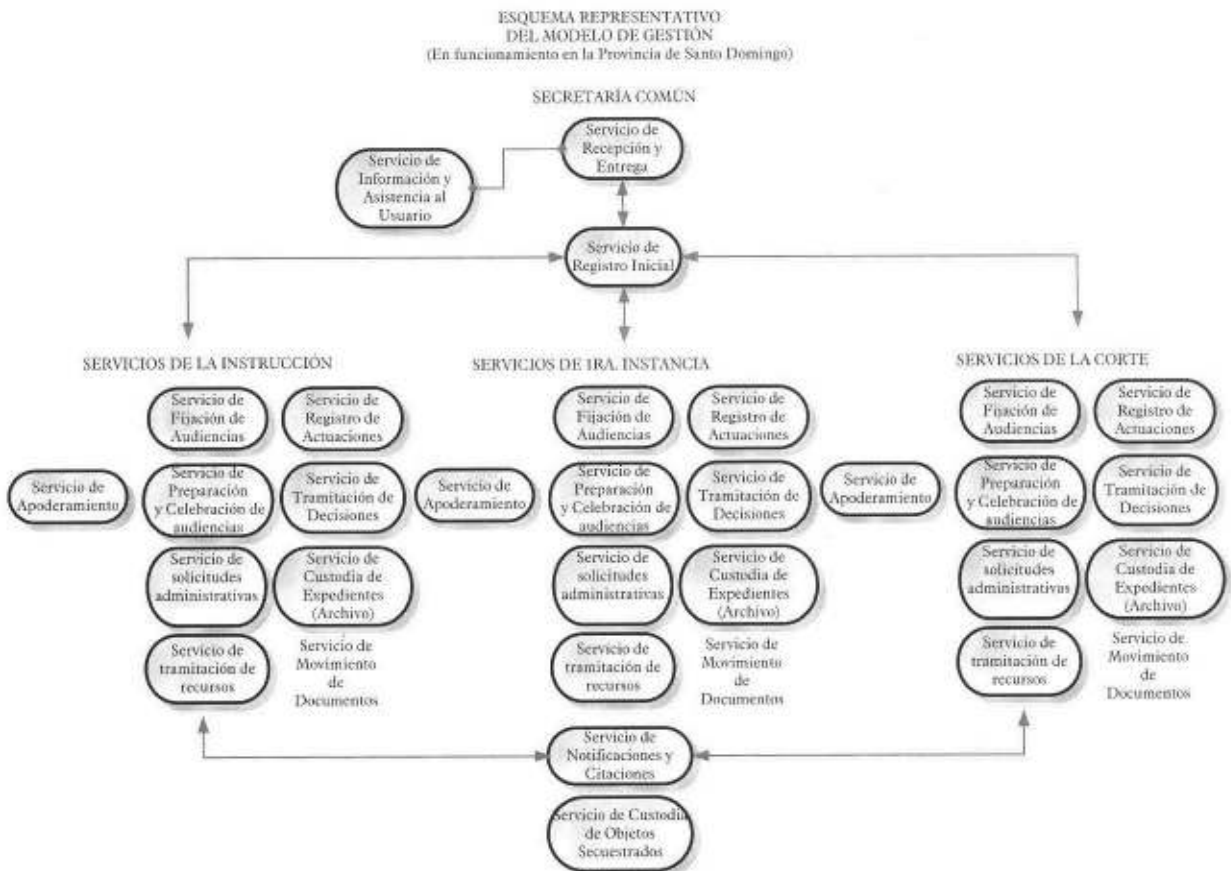 ESQUEMA REPRESENTATIVO
DEL MODELO DE GESTIÓN
(En funcionamiento en la Provincia de Santo Domingo)
SECRETARÍA COMÚN
Servicio de
Recepción y
Entrega
Servicio de
Información y
Asistencia al
Usuario
Servicio de
Registro Inicial
SERVICIOS DE LA INSTRUCCIÓN
Servicio de
Fijación de
Audiencias
Servicio de
Registro de
Actuaciones
Servicio de
Apoderamiento
Servicio de
Preparación
y Celebración de
audiencias
Servicio de
Tramitación de
Decisiones
Servicio de
solicitudes
administrativas
Servicio de
Custodia de
Expedientes
(Archivo)
Servicio de
tramitación de
recursos
Servicio de
Movimiento
de
Documentos
SERVICIOS DE 1RA. INSTANCIA
Servicio de
Fijación de
Audiencias
Servicio de
Registro de
Actuaciones
Servicio de
Apoderamiento
Servicio de
Preparación
y Celebración de
audiencias
Servicio de
Tramitación de
Decisiones
Servicio de
solicitudes
administrativas
Servicio de
Custodia de
Expedientes
(Archivo)
Servicio de
tramitación de
recursos
Servicio de
Movimiento
de
Documentos
SERVICIOS DE LA CORTE
Servicio de
Fijación de
Audiencias
Servicio de
Registro de
Actuaciones
Servicio de
Apoderamiento
Servicio de
Preparación
y Celebración de
audiencias
Servicio de
Tramitación de
Decisiones
Servicio de
solicitudes
administrativas
Servicio de
Custodia de
Expedientes
(Archivo)
Servicio de
tramitación de
recursos
Servicio de
Movimiento
de
Documentos
Servicio de
Notificaciones y
Citaciones
Servicio de Custodia
de Objetos
Secuestrados